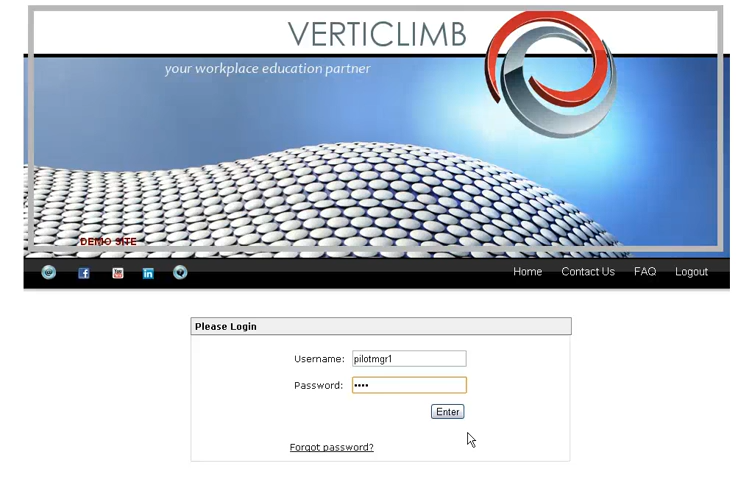 VERTICLIMB
your workplace education partner
DEMO SITE
Home Contact Us FAQ Logout
Please Login
Username: pilotmgr1
Password: ••••
Enter
Forgot password?